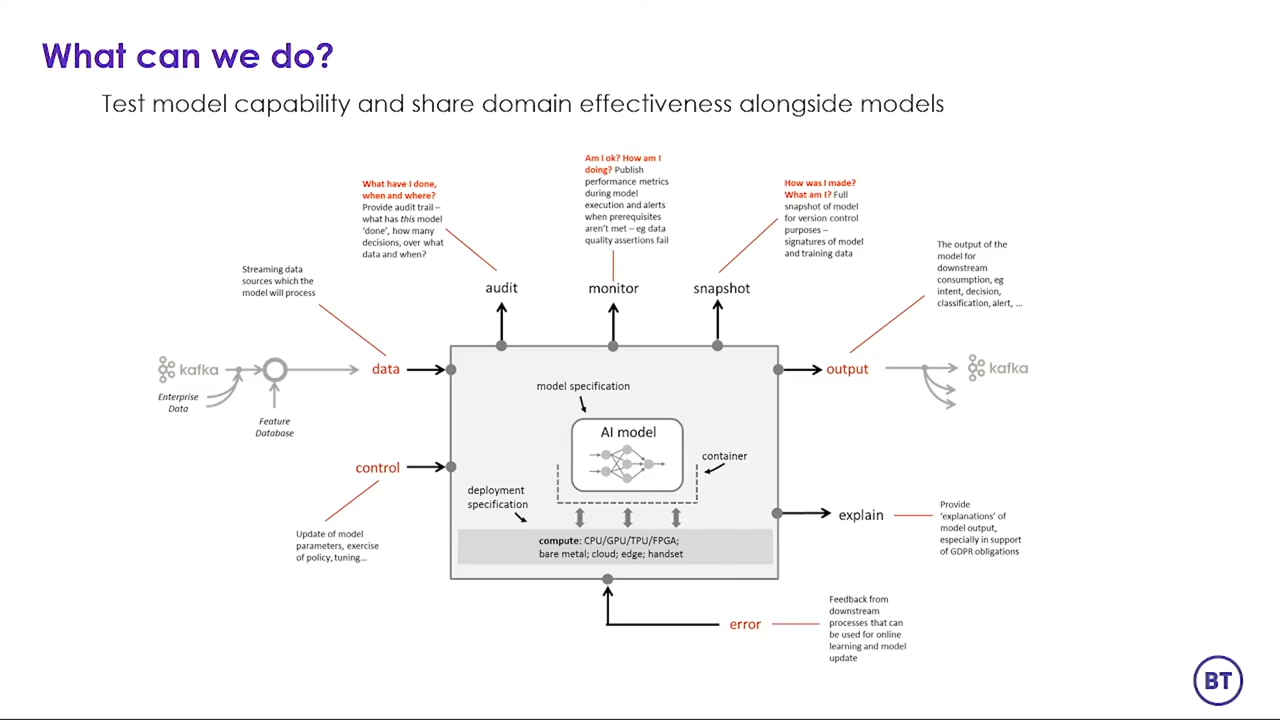 What can we do?
Test model capability and share domain effectiveness alongside models
What have I done,
when and where?
Provide audit trail –
what has this model
'done', how many
decisions, over what
data and when?
Am I ok? How am I
doing? Publish
performance metrics
during model
execution and alerts
when prerequisites
aren't met – eg data
quality assertions fail
How was I made?
What am I? Full
snapshot of model
for version control
purposes –
signatures of model
and training data
The output of the
model for
downstream
consumption, eg
intent, decision,
classification, alert, ...
Streaming data
sources which the
model will process
audit
monitor
snapshot
kafka
Enterprise
Data
Feature
Database
data
output
kafka
model specification
AI model
container
control
deployment
specification
compute: CPU/GPU/TPU/FPGA;
bare metal; cloud; edge; handset
explain
Provide
'explanations' of
model output,
especially in support
of GDPR obligations
Update of model
parameters, exercise
of policy, tuning...
error
Feedback from
downstream
processes that can
be used for online
learning and model
update
BT